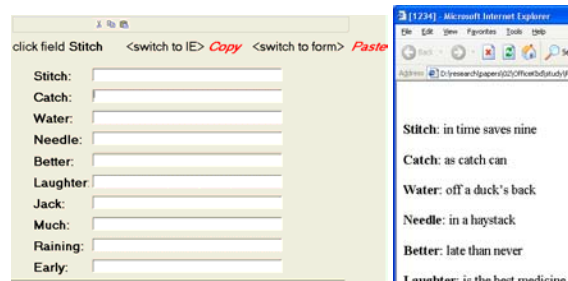 click field Stitch <switch to IE> Copy <switch to form> Paste
Stitch:
Catch:
Water:
Needle:
Better:
Laughter:
Jack:
Much:
Raining:
Early:
[1234] - Microsoft Internet Explorer
File Edit View Favorites Tools Help
Back
Address
Stitch: in time saves nine
Catch: as catch can
Water: off a duck's back
Needle: in a haystack
Better: late than never
Laughter: is the best medicine